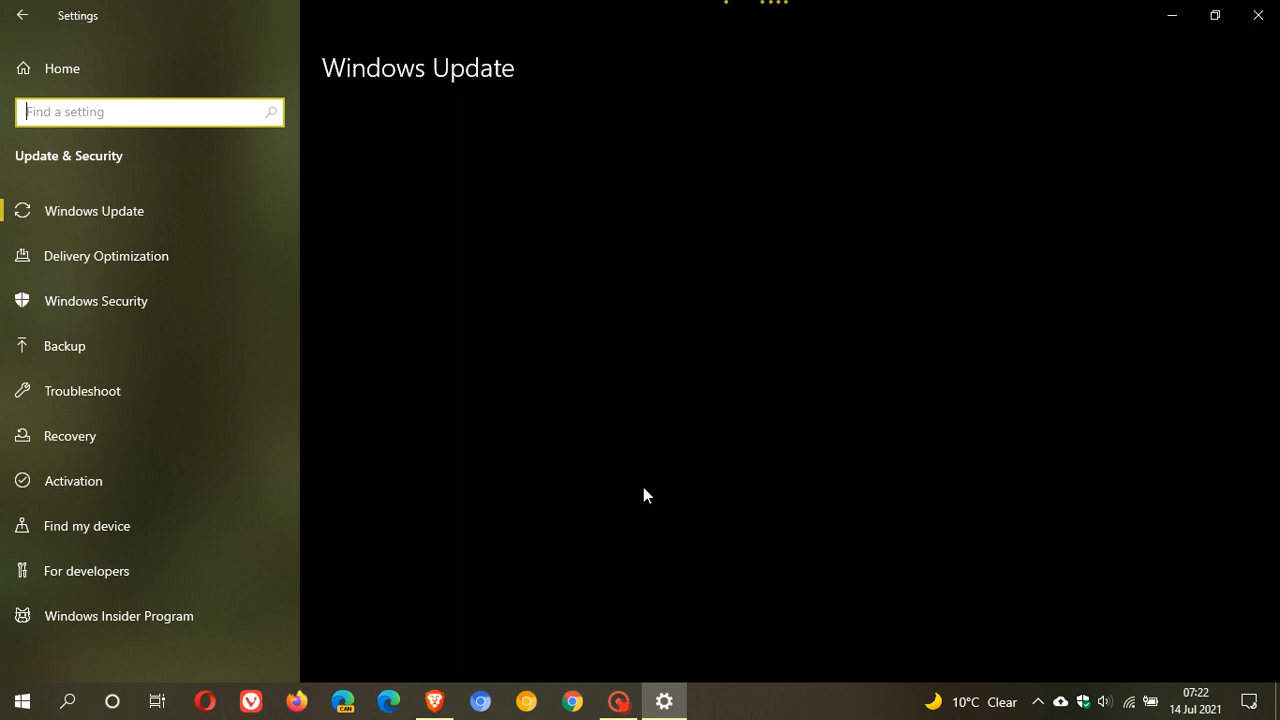 Settings
Home
Find a setting
Update & Security
Windows Update
Delivery Optimization
Windows Security
Backup
Troubleshoot
Recovery
Activation
Find my device
For developers
Windows Insider Program
Windows Update
CAN
10°C Clear
07:22
14 Jul 2021